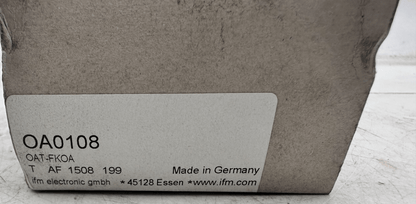 OA0108
OAT-FKOA
T AF 1508 199 Made in Germany
ifm electronic gmbh * 45128 Essen * www.ifm.com